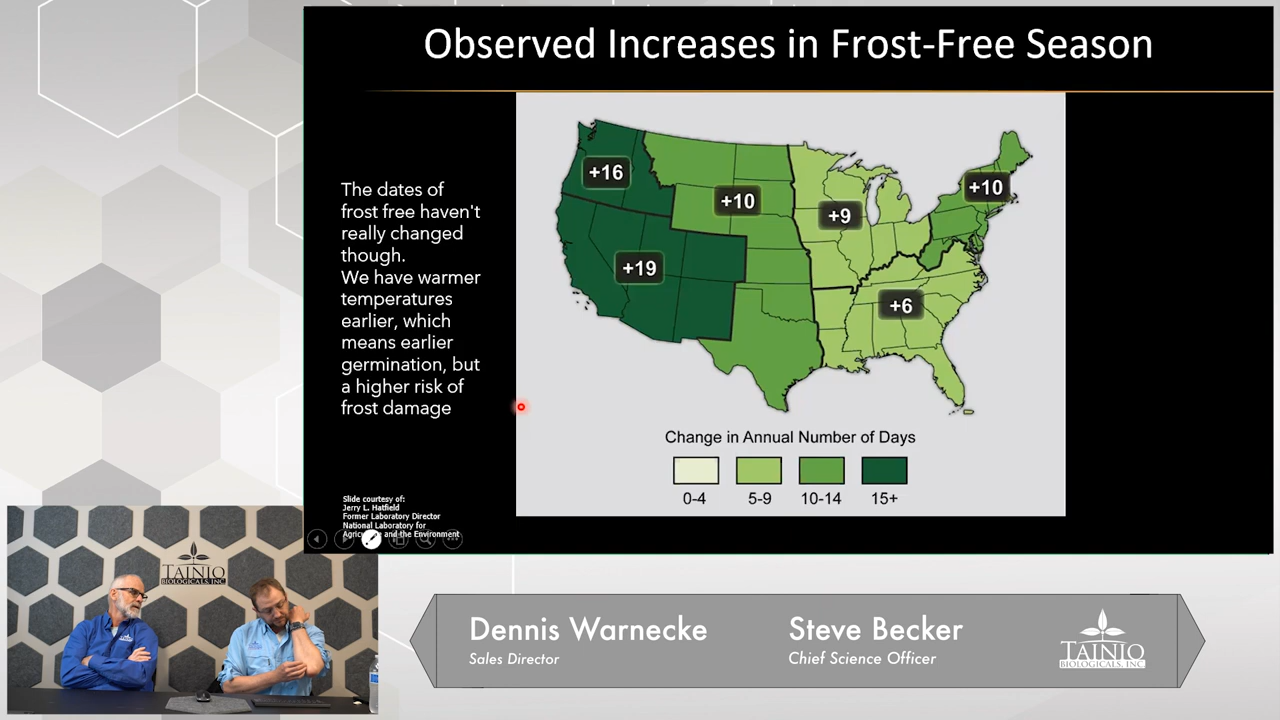 Observed Increases in Frost-Free Season
The dates of
frost free haven't
really changed
though.
We have warmer
temperatures
earlier, which
means earlier
germination, but
a higher risk of
frost damage
+16
+10
+9
+10
+19
+6
Change in Annual Number of Days
0-4 5-9 10-14 15+
Slide courtesy of:
Jerry L. Hatfield
Former Laboratory Director
National Laboratory for
and the Environment
TAINIO
BIOLOGICALS, INC
Dennis Warnecke
Sales Director
Steve Becker
Chief Science Officer
TAINIO
BIOLOGICALS, INC